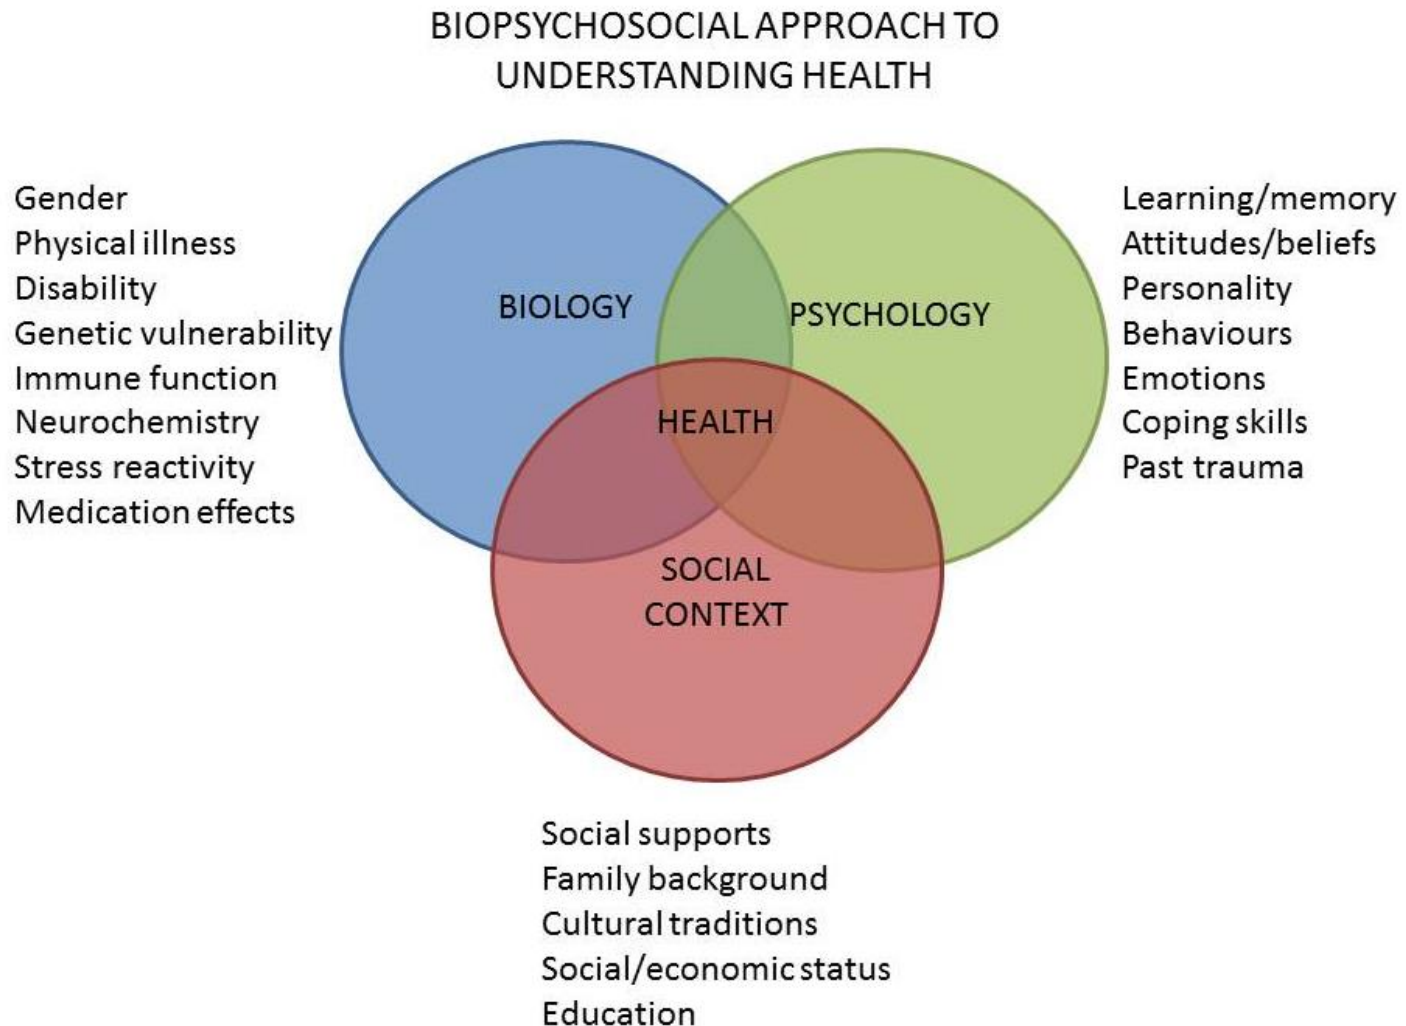 BIOPSYCHOSOCIAL APPROACH TO
UNDERSTANDING HEALTH
Gender
Physical illness
Disability
Genetic vulnerability
Immune function
Neurochemistry
Stress reactivity
Medication effects
BIOLOGY
PSYCHOLOGY
HEALTH
SOCIAL
CONTEXT
Learning/memory
Attitudes/beliefs
Personality
Behaviours
Emotions
Coping skills
Past trauma
Social supports
Family background
Cultural traditions
Social/economic status
Education